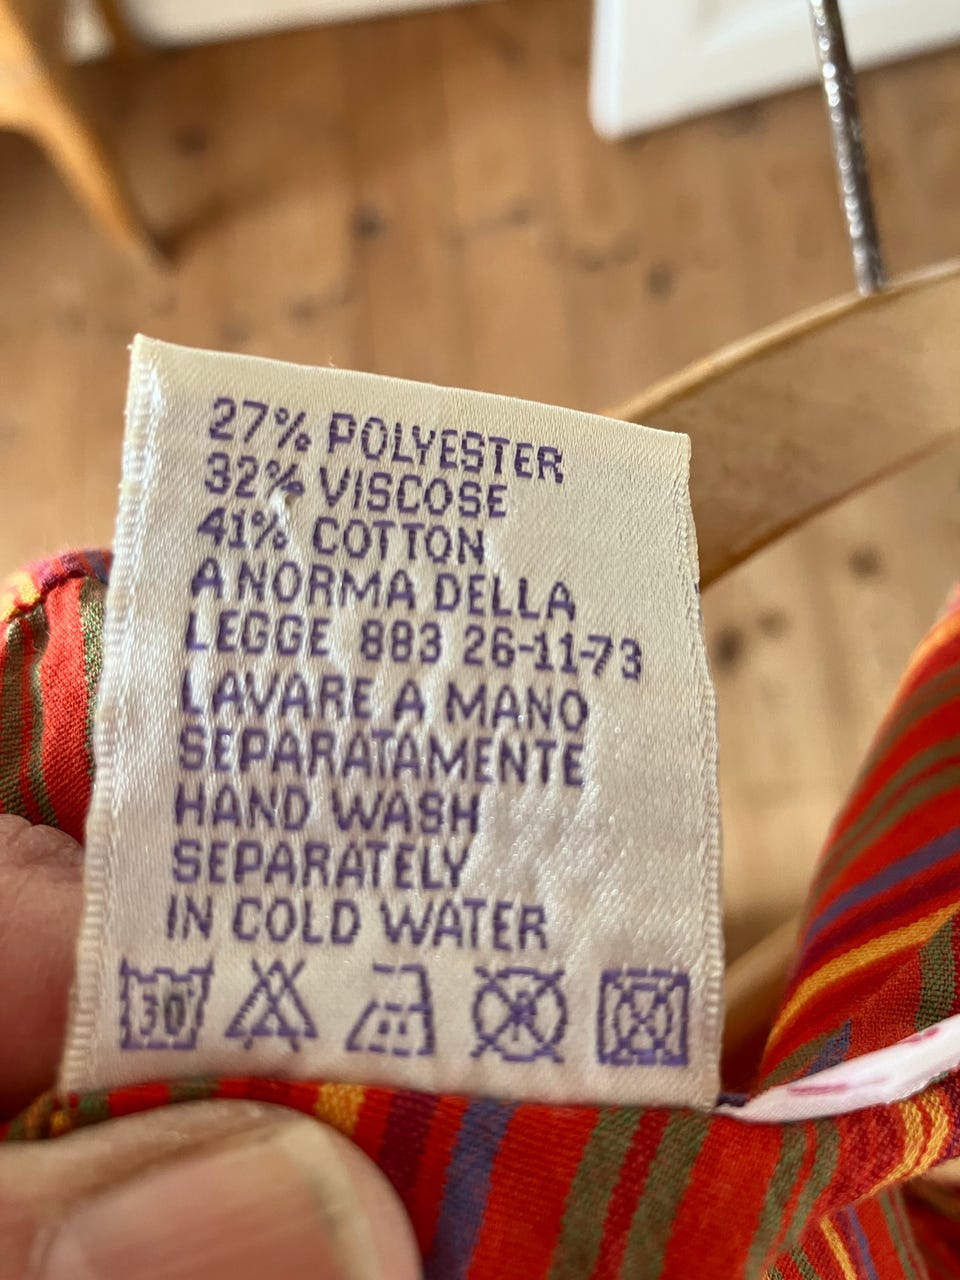 27% POLYESTER
32% VISCOSE
41% COTTON
A NORMA DELLA
LEGGE 883 26-11-73
LAVARE A MANO
SEPARATAMENTE
HAND WASH
SEPARATELY
IN COLD WATER
30